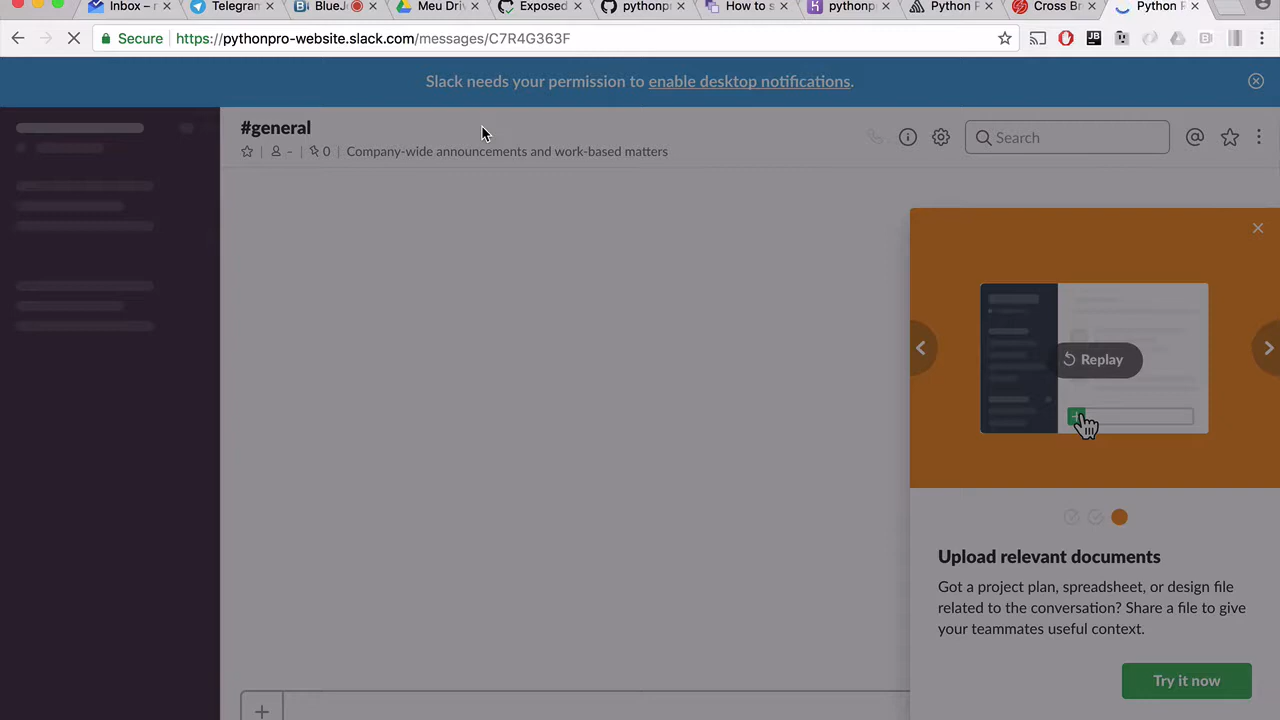 Inbox – r
Telegram
BlueJ
Meu Dri
Exposed
pythonp
How to s
pythonp
Python P
Cross Br
Python P
Secure
https://pythonpro-website.slack.com/messages/C7R4G363F
JB
Slack needs your permission to enable desktop notifications.
#general
Search
0
Company-wide announcements and work-based matters
Replay
Upload relevant documents
Got a project plan, spreadsheet, or design file
related to the conversation? Share a file to give
your teammates useful context.
Try it now